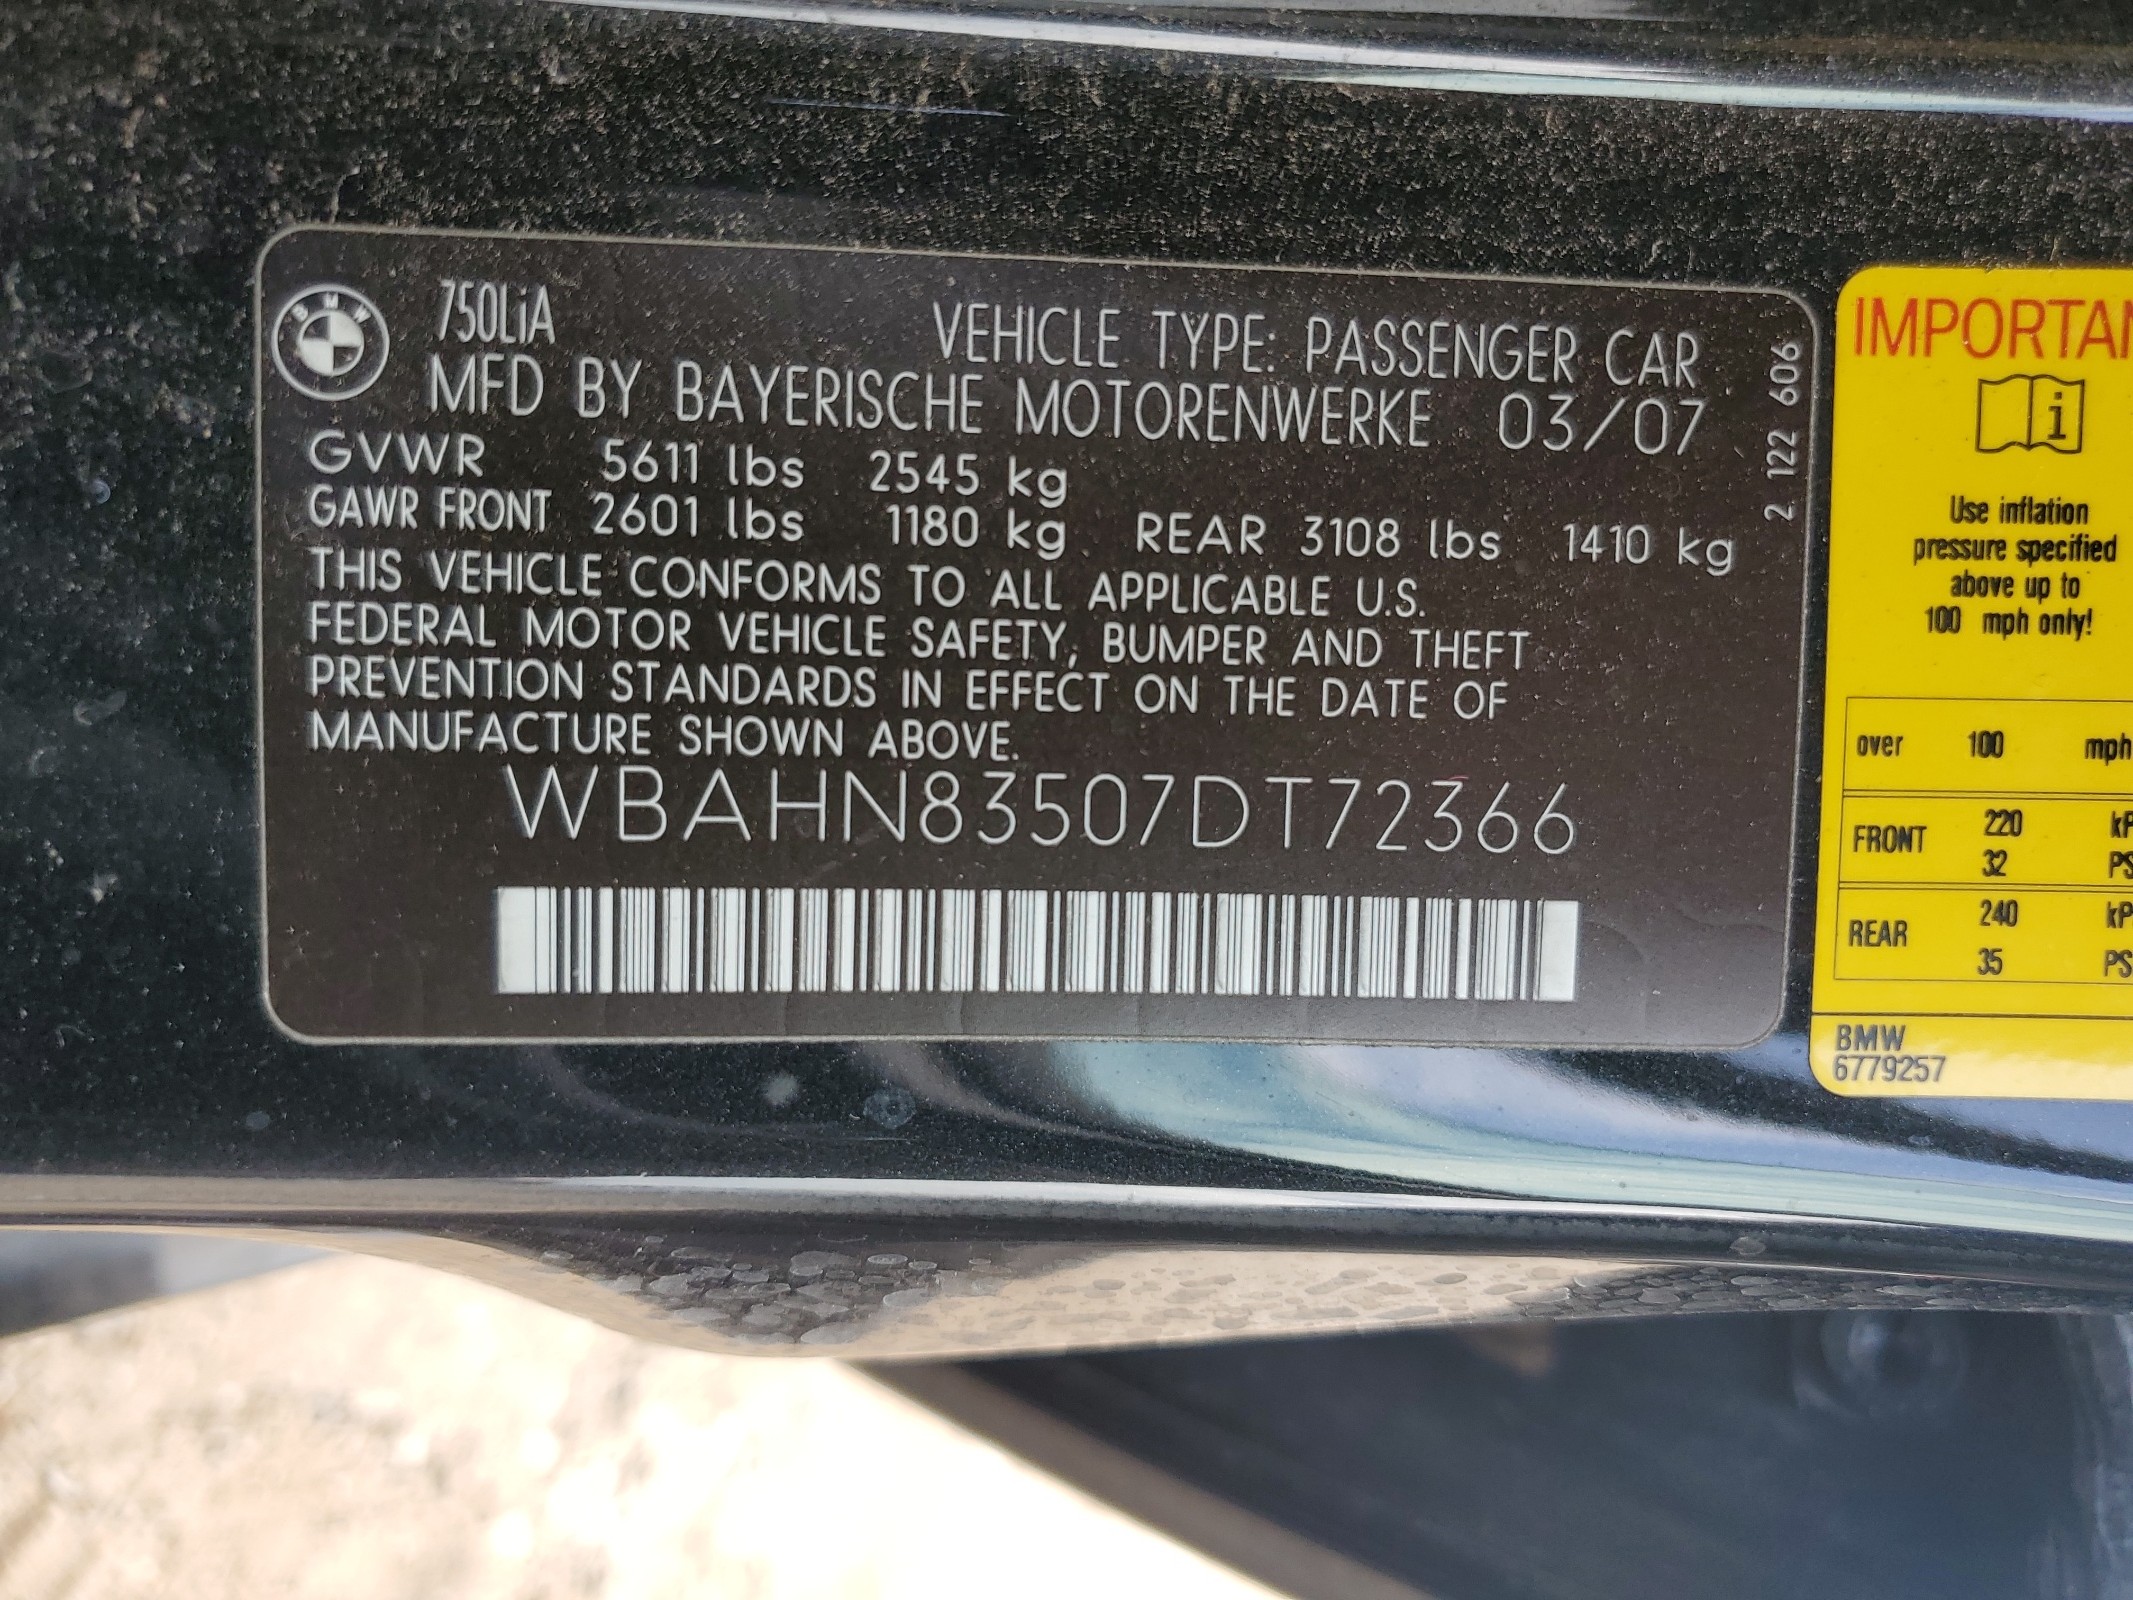 BMW
750LiA
VEHICLE TYPE: PASSENGER CAR
MFD BY BAYERISCHE MOTORENWERKE 03/07
GVWR 5611 lbs 2545 kg
GAWR FRONT 2601 lbs 1180 kg REAR 3108 lbs 1410 kg
THIS VEHICLE CONFORMS TO ALL APPLICABLE U.S.
FEDERAL MOTOR VEHICLE SAFETY, BUMPER AND THEFT
PREVENTION STANDARDS IN EFFECT ON THE DATE OF
MANUFACTURE SHOWN ABOVE.
WBAHN83507DT72366
2 122 606
IMPORTAN
i
Use inflation
pressure specified
above up to
100 mph only!
over 100 mph
FRONT 220 kP
32 PS
REAR 240 kP
35 PS
BMW
6779257